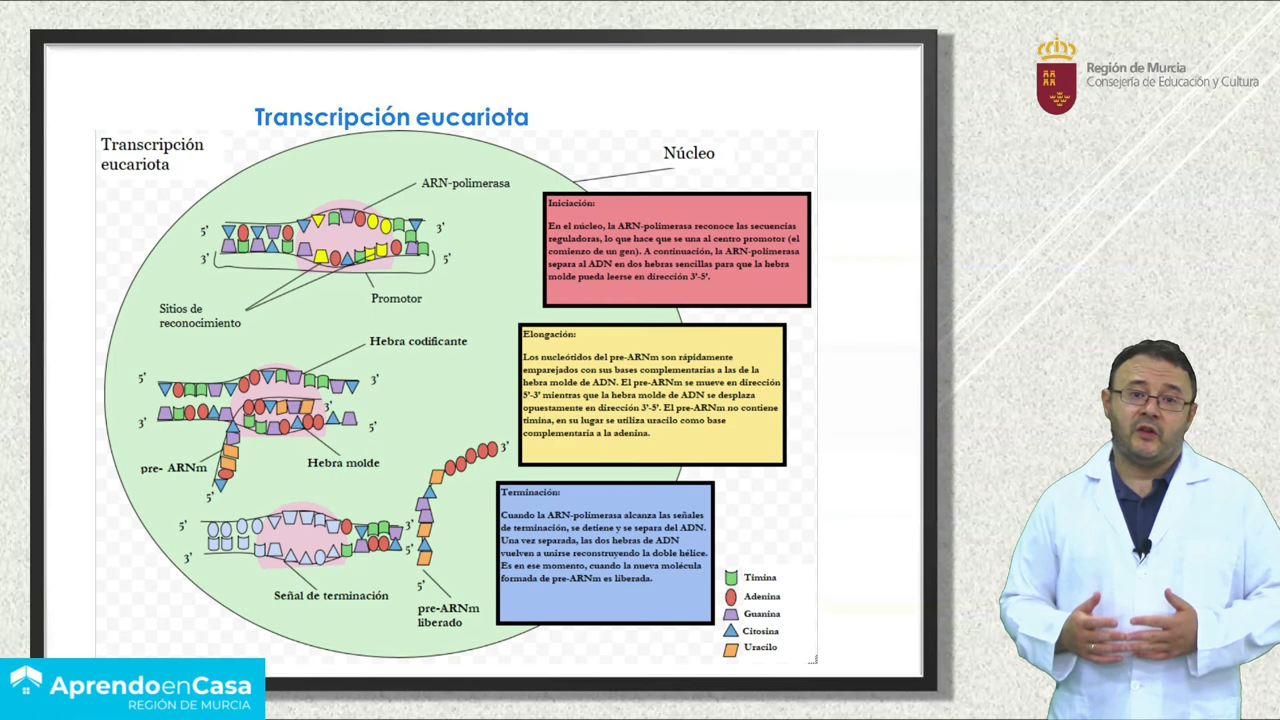 Región de Murcia
Consejería de Educación y Cultura
Transcripción eucariota
Transcripción
eucariota
Núcleo
ARN-polimerasa
5'
3'
3'
5'
Promotor
Sitios de
reconocimiento
Iniciación:
En el núcleo, la ARN-polimerasa reconoce las secuencias
reguladoras, lo que hace que se una al centro promotor (el
comienzo de un gen). A continuación, la ARN-polimerasa
separa al ADN en dos hebras sencillas para que la hebra
molde pueda leerse en dirección 3'-5'.
Hebra codificante
5'
3'
3'
3'
5'
pre- ARNm
Hebra molde
5'
Elongación:
Los nucleótidos del pre-ARNm son rápidamente
emparejados con sus bases complementarias a las de la
hebra molde de ADN. El pre-ARNm se mueve en dirección
5'-3' mientras que la hebra molde de ADN se desplaza
opuestamente en dirección 3'-5'. El pre-ARNm no contiene
timina, en su lugar se utiliza uracilo como base
complementaria a la adenina.
3'
5'
3'
3'
5'
5'
Señal de terminación
pre-ARNm
liberado
Terminación:
Cuando la ARN-polimerasa alcanza las señales
de terminación, se detiene y se separa del ADN.
Una vez separada, las dos hebras de ADN
vuelven a unirse reconstruyendo la doble hélice.
Es en ese momento, cuando la nueva molécula
formada de pre-ARNm es liberada.
Timina
Adenina
Guanina
Citosina
Uracilo
AprendoenCasa
REGIÓN DE MURCIA